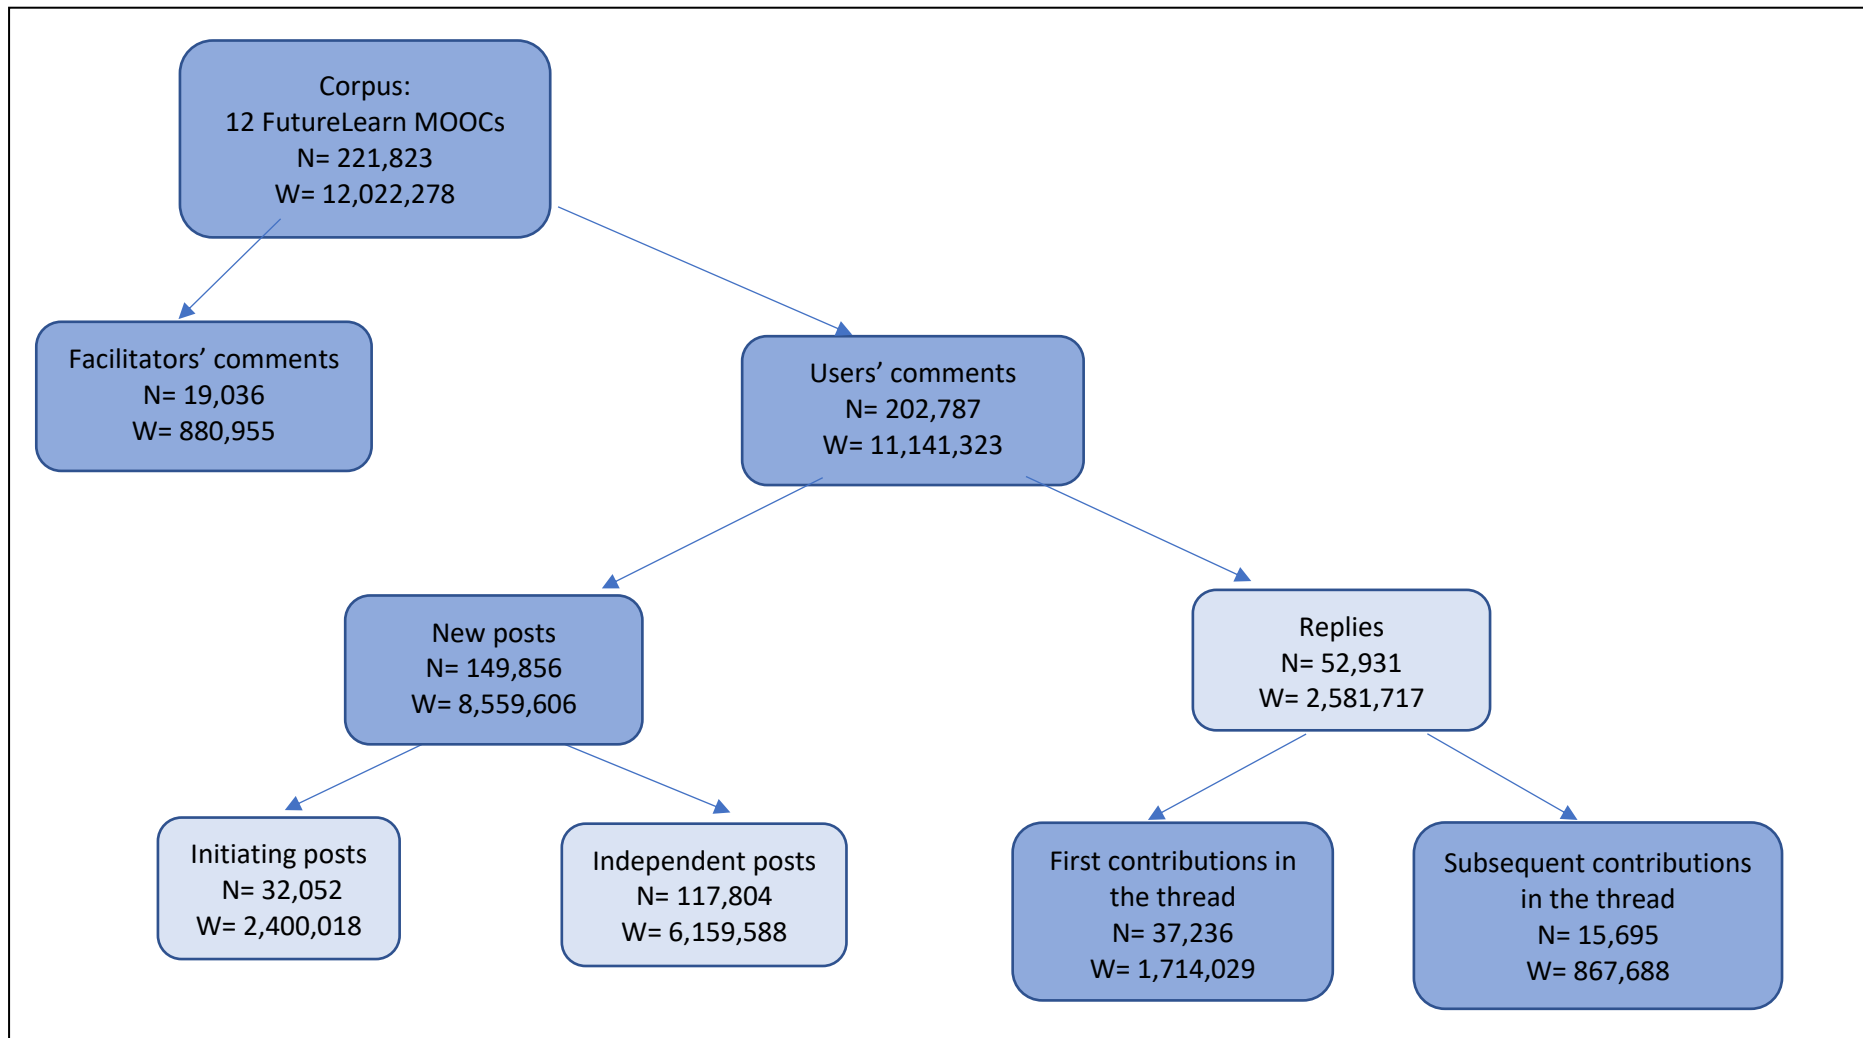 Corpus:
12 FutureLearn MOOCs
N= 221,823
W= 12,022,278
Facilitators’ comments
N= 19,036
W= 880,955
Users’ comments
N= 202,787
W= 11,141,323
New posts
N= 149,856
W= 8,559,606
Replies
N= 52,931
W= 2,581,717
Initiating posts
N= 32,052
W= 2,400,018
Independent posts
N= 117,804
W= 6,159,588
First contributions in
the thread
N= 37,236
W= 1,714,029
Subsequent contributions
in the thread
N= 15,695
W= 867,688